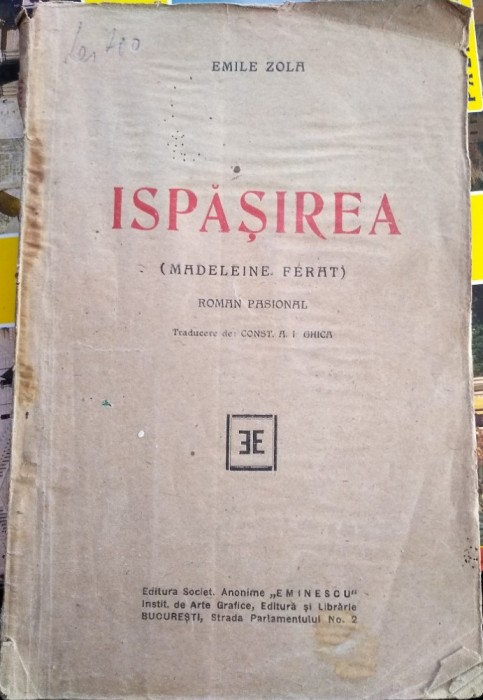 EMILE ZOLA
ISPĂȘIREA
(MADELEINE FÉRAT)
ROMAN PASIONAL
Traducere de: CONST. A. I. GHICA
EE
Editura Societ. Anonime „EMINESCU"
Instit. de Arte Grafice, Editură și Librărie
BUCUREȘTI, Strada Parlamentului No. 2